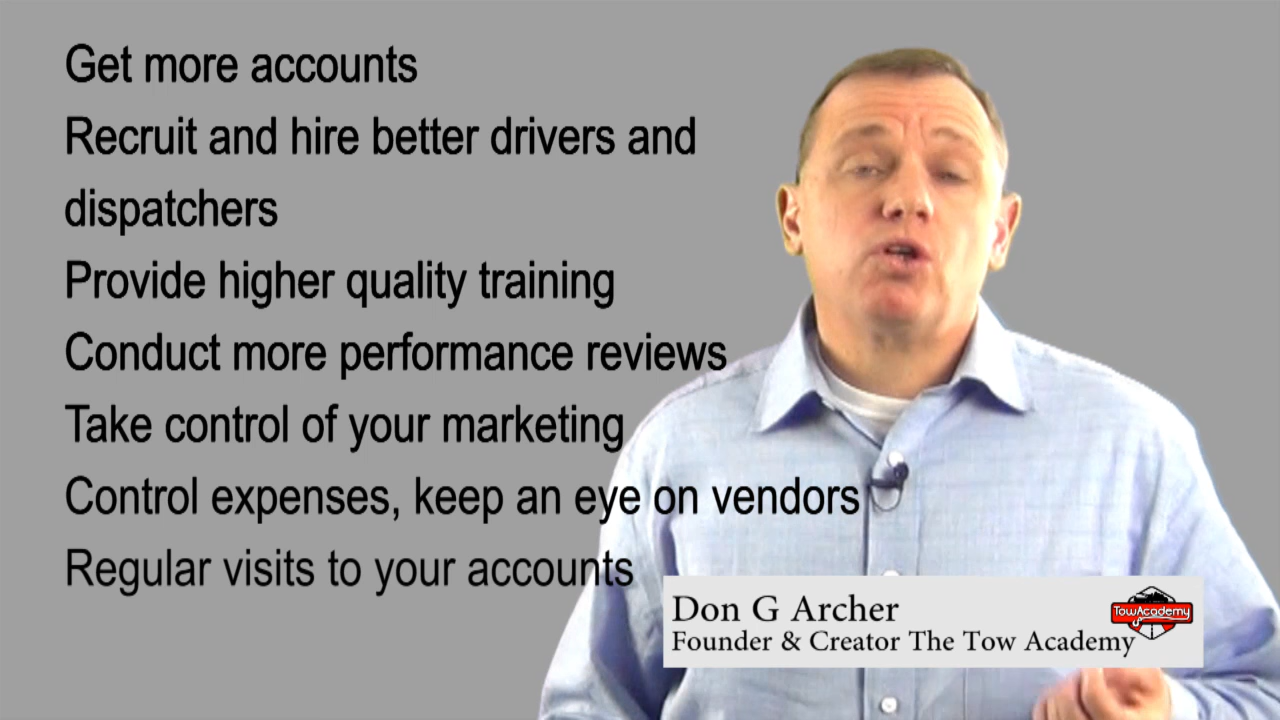 Get more accounts
Recruit and hire better drivers and
dispatchers
Provide higher quality training
Conduct more performance reviews
Take control of your marketing
Control expenses, keep an eye on vendors
Regular visits to your accounts
Don G Archer
Founder & Creator The Tow Academy
TowAcademy